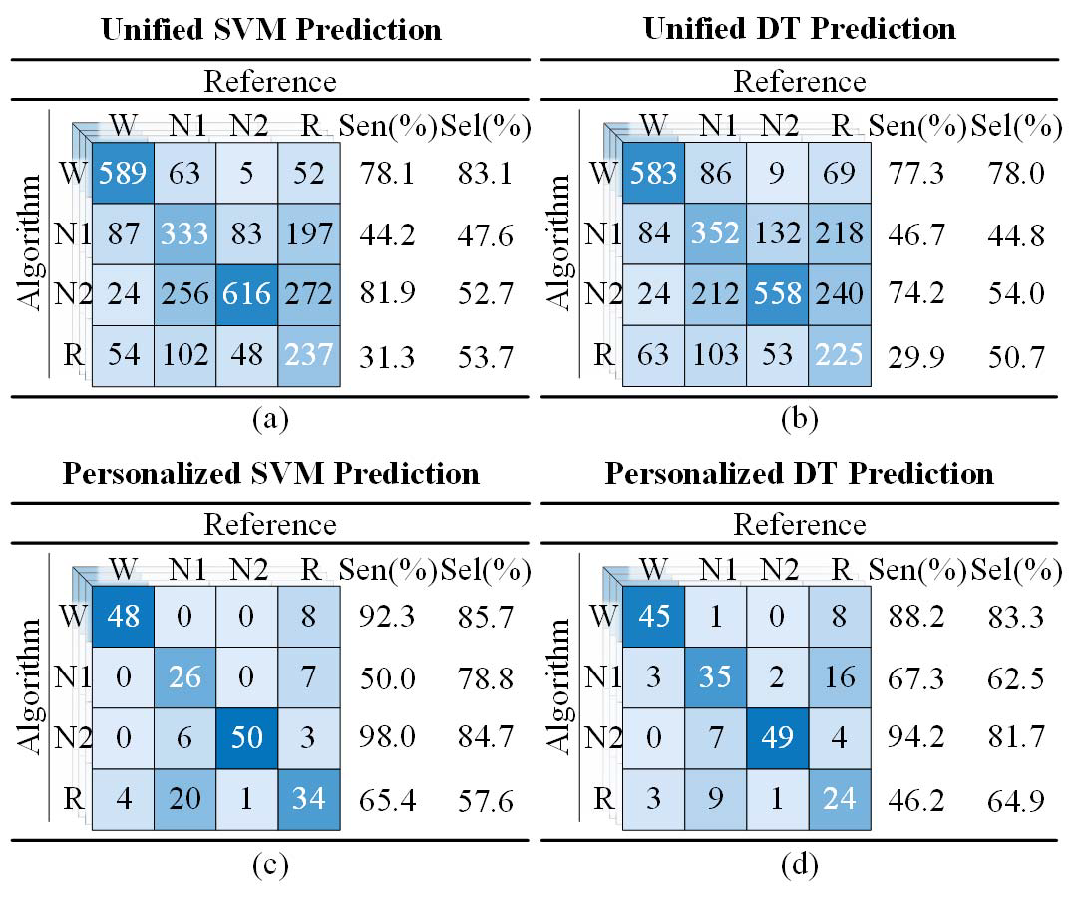 Unified SVM Prediction
Reference
W N1 N2 R Sen(%) Sel(%)
Algorithm
W 589 63 5 52 78.1 83.1
N1 87 333 83 197 44.2 47.6
N2 24 256 616 272 81.9 52.7
R 54 102 48 237 31.3 53.7
(a)
Unified DT Prediction
Reference
W N1 N2 R Sen(%) Sel(%)
Algorithm
W 583 86 9 69 77.3 78.0
N1 84 352 132 218 46.7 44.8
N2 24 212 558 240 74.2 54.0
R 63 103 53 225 29.9 50.7
(b)
Personalized SVM Prediction
Reference
W N1 N2 R Sen(%) Sel(%)
Algorithm
W 48 0 0 8 92.3 85.7
N1 0 26 0 7 50.0 78.8
N2 0 6 50 3 98.0 84.7
R 4 20 1 34 65.4 57.6
(c)
Personalized DT Prediction
Reference
W N1 N2 R Sen(%) Sel(%)
Algorithm
W 45 1 0 8 88.2 83.3
N1 3 35 2 16 67.3 62.5
N2 0 7 49 4 94.2 81.7
R 3 9 1 24 46.2 64.9
(d)